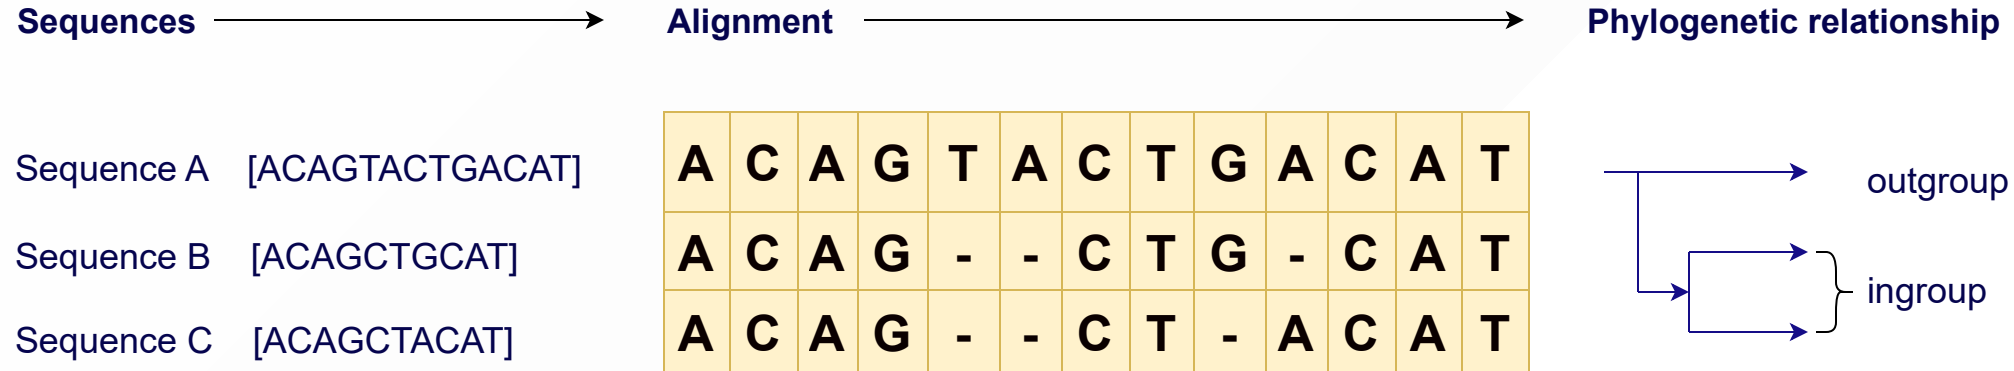 Sequences Alignment Phylogenetic relationship
Sequence A [ACAGTACTGACAT] A C A G T A C T G A C A T outgroup
Sequence B [ACAGCTGCAT] A C A G - - C T G - C A T
ingroup
Sequence C [ACAGCTACAT] A C A G - - C T - A C A T